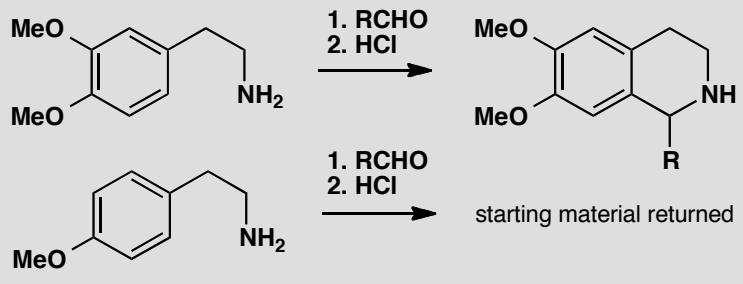 MeO
MeO
NH2
1. RCHO
2. HCl
MeO
MeO
NH
R
MeO
NH2
1. RCHO
2. HCl
starting material returned